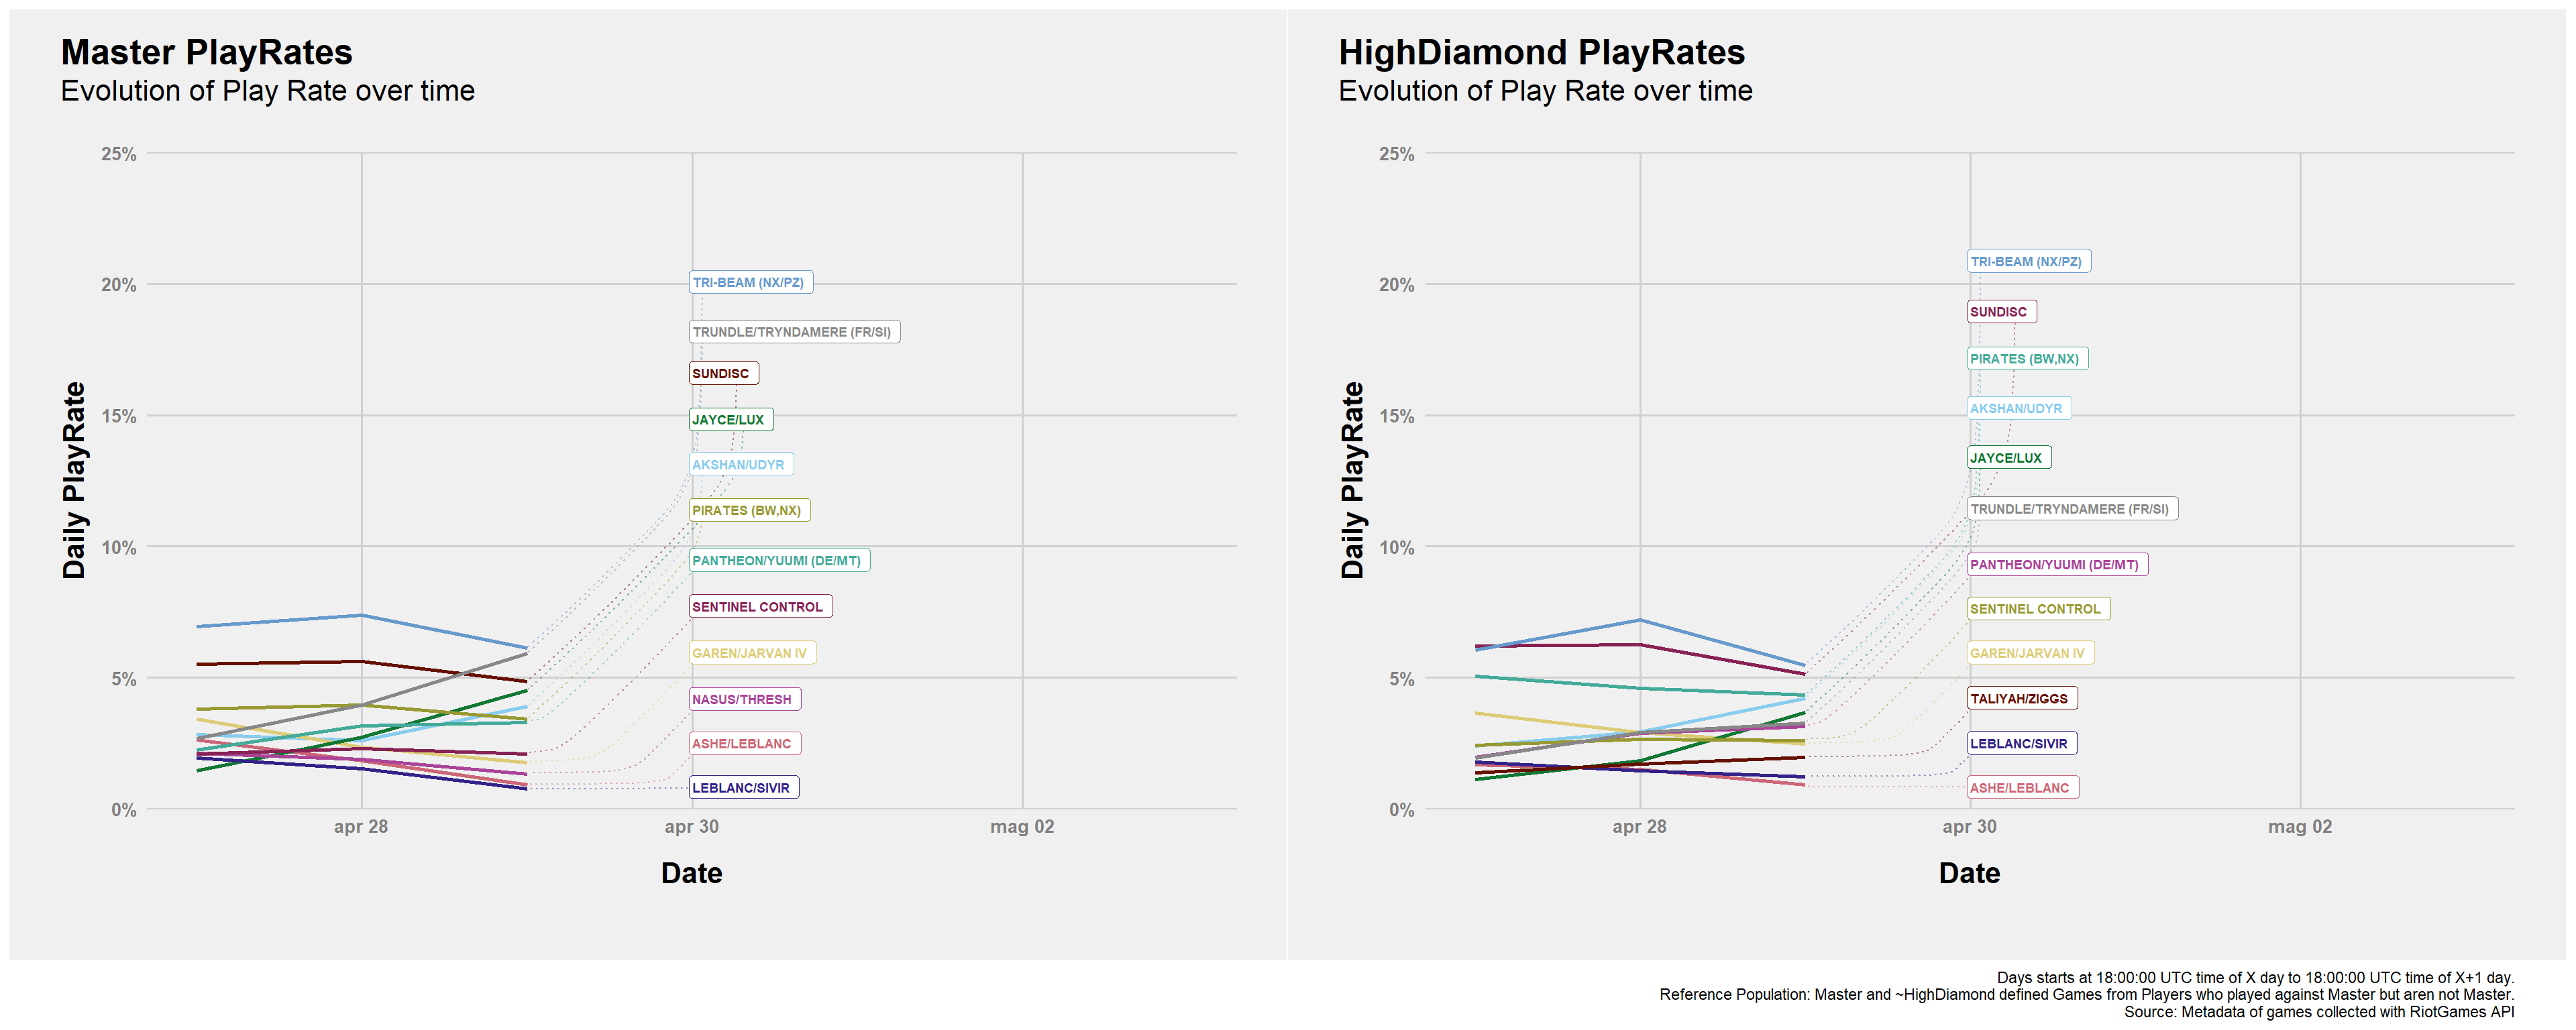 Master PlayRates
Evolution of Play Rate over time
25%
20%
15%
10%
5%
0%
Daily PlayRate
TRI-BEAM (NX/PZ)
TRUNDLE/TRYNDAMERE (FR/SI)
SUNDISC
JAYCE/LUX
AKSHAN/UDYR
PIRATES (BW,NX)
PANTHEON/YUUMI (DE/MT)
SENTINEL CONTROL
GAREN/JARVAN IV
NASUS/THRESH
ASHE/LEBLANC
LEBLANC/SIVIR
apr 28
apr 30
mag 02
Date
HighDiamond PlayRates
Evolution of Play Rate over time
25%
20%
15%
10%
5%
0%
Daily PlayRate
TRI-BEAM (NX/PZ)
SUNDISC
PIRATES (BW,NX)
AKSHAN/UDYR
JAYCE/LUX
TRUNDLE/TRYNDAMERE (FR/SI)
PANTHEON/YUUMI (DE/MT)
SENTINEL CONTROL
GAREN/JARVAN IV
TALIYAH/ZIGGS
LEBLANC/SIVIR
ASHE/LEBLANC
apr 28
apr 30
mag 02
Date
Days starts at 18:00:00 UTC time of X day to 18:00:00 UTC time of X+1 day.
Reference Population: Master and ~HighDiamond defined Games from Players who played against Master but aren not Master.
Source: Metadata of games collected with RiotGames API